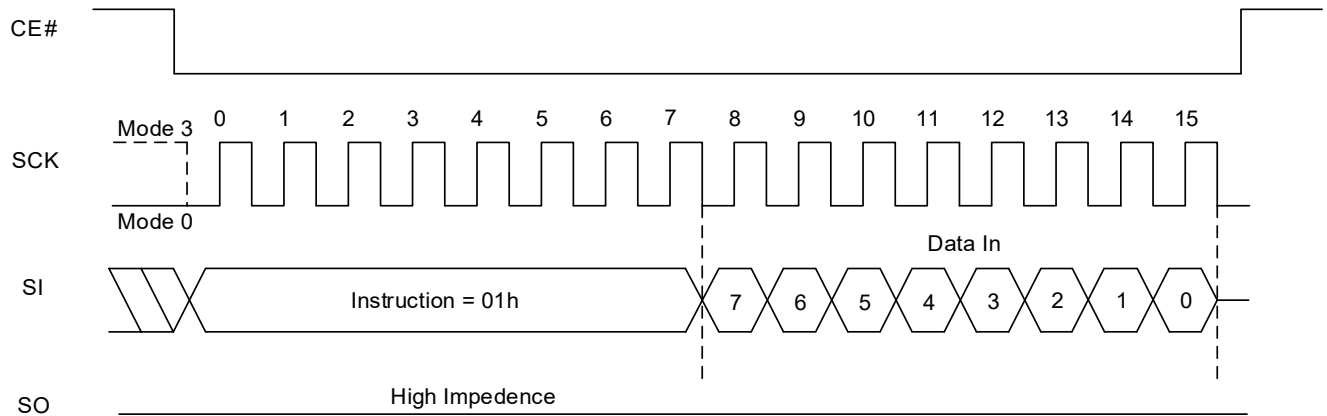 CE#
Mode 3
0 1 2 3 4 5 6 7 8 9 10 11 12 13 14 15
SCK
Mode 0
Data In
SI
Instruction = 01h
7 6 5 4 3 2 1 0
High Impedence
SO